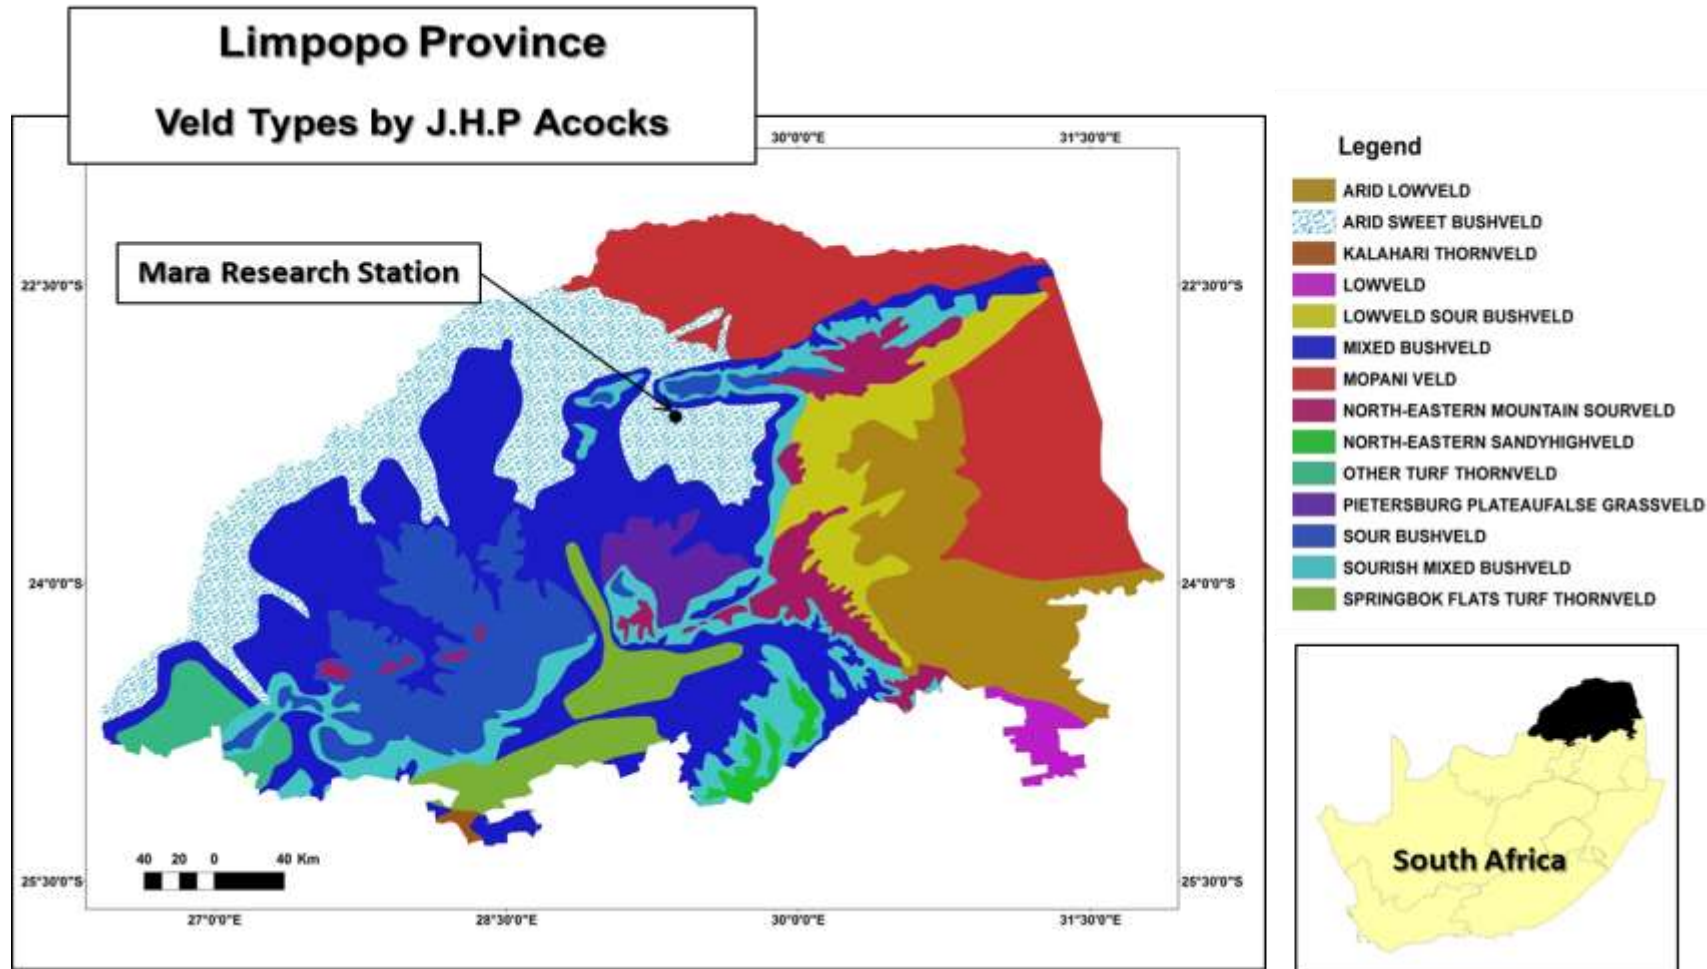 Limpopo Province
Veld Types by J.H.P Acocks
30°0'0"E
31°30'0"E
Mara Research Station
22°30'0"S
22°30'0"S
24°0'0"S
24°0'0"S
25°30'0"S
25°30'0"S
40 20 0 40 Km
27°0'0"E
28°30'0"E
30°0'0"E
31°30'0"E
Legend
ARID LOWVELD
ARID SWEET BUSHVELD
KALAHARI THORNVELD
LOWVELD
LOWVELD SOUR BUSHVELD
MIXED BUSHVELD
MOPANI VELD
NORTH-EASTERN MOUNTAIN SOURVELD
NORTH-EASTERN SANDYHIGHVELD
OTHER TURF THORNVELD
PIETERSBURG PLATEAUFALSE GRASSVELD
SOUR BUSHVELD
SOURISH MIXED BUSHVELD
SPRINGBOK FLATS TURF THORNVELD
South Africa